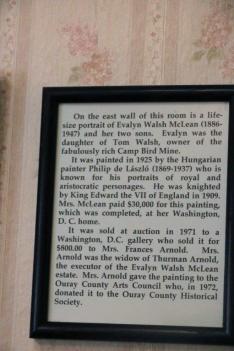 On the east wall of this room is a life-
size portrait of Evalyn Walsh McLean (1886-
1947) and her two sons. Evalyn was the
daughter of Tom Walsh, owner of the
fabulously rich Camp Bird Mine.
It was painted in 1925 by the Hungarian
painter Philip de László (1869-1937) who is
known for his portraits of royal and
aristocratic personages. He was knighted
by King Edward the VII of England in 1909.
Mrs. McLean paid $30,000 for this painting,
which was completed, at her Washington,
D. C. home.
It was sold at auction in 1971 to a
Washington, D.C. gallery who sold it for
$800.00 to Mrs. Frances Arnold. Mrs.
Arnold was the widow of Thurman Arnold,
the executor of the Evalyn Walsh McLean
estate. Mrs. Arnold gave the painting to the
Ouray County Arts Council who, in 1972,
donated it to the Ouray County Historical
Society.